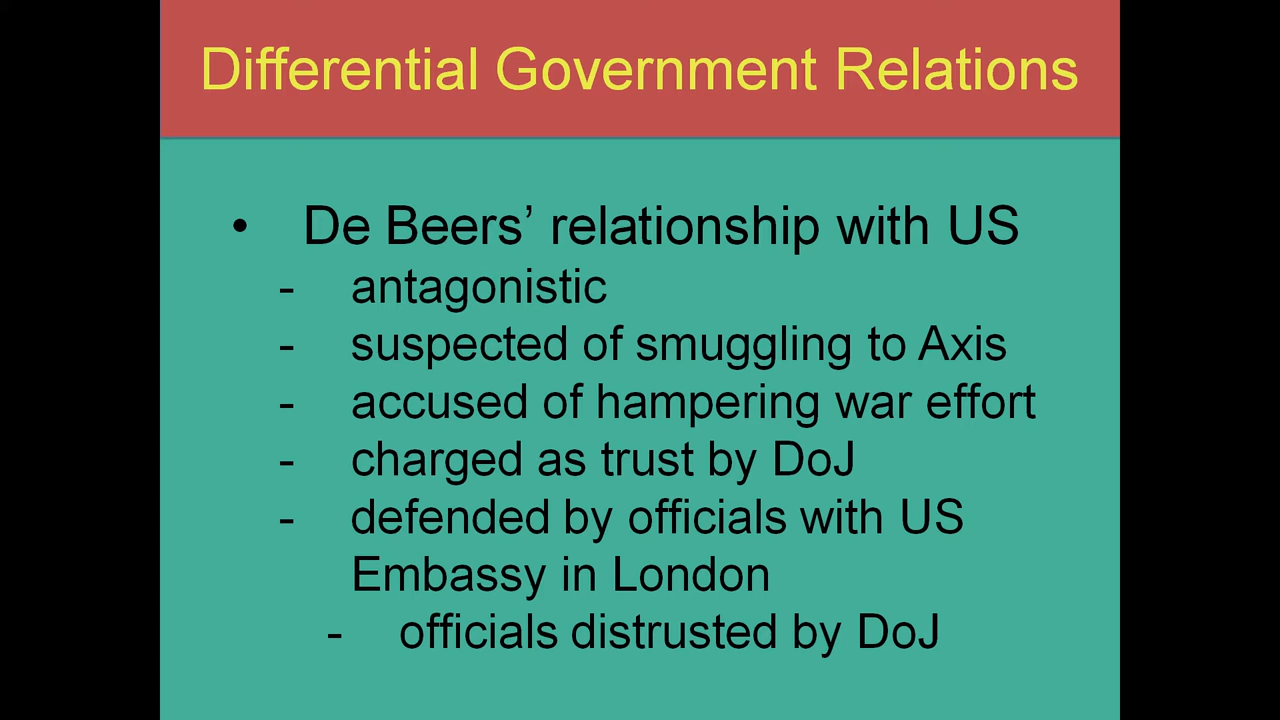 Differential Government Relations
• De Beers’ relationship with US
- antagonistic
- suspected of smuggling to Axis
- accused of hampering war effort
- charged as trust by DoJ
- defended by officials with US
Embassy in London
- officials distrusted by DoJ